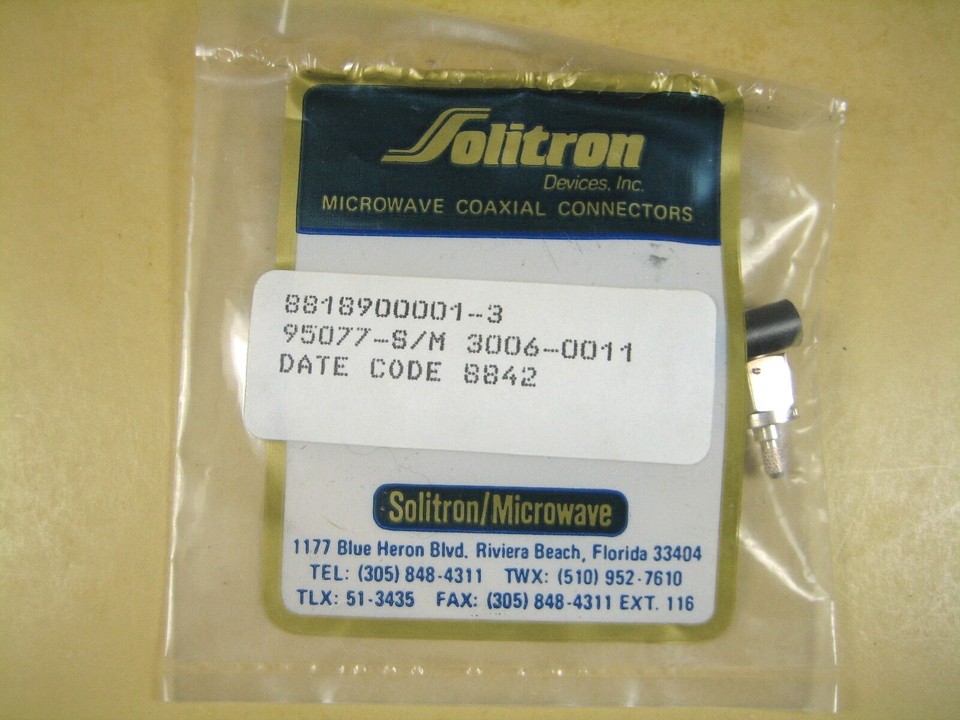 Solitron
Devices, Inc.
MICROWAVE COAXIAL CONNECTORS
8818900001-3
95077-S/M 3006-0011
DATE CODE 8842
Solitron/Microwave
1177 Blue Heron Blvd. Riviera Beach, Florida 33404
TEL: (305) 848-4311 TWX: (510) 952-7610
TLX: 51-3435 FAX: (305) 848-4311 EXT. 116